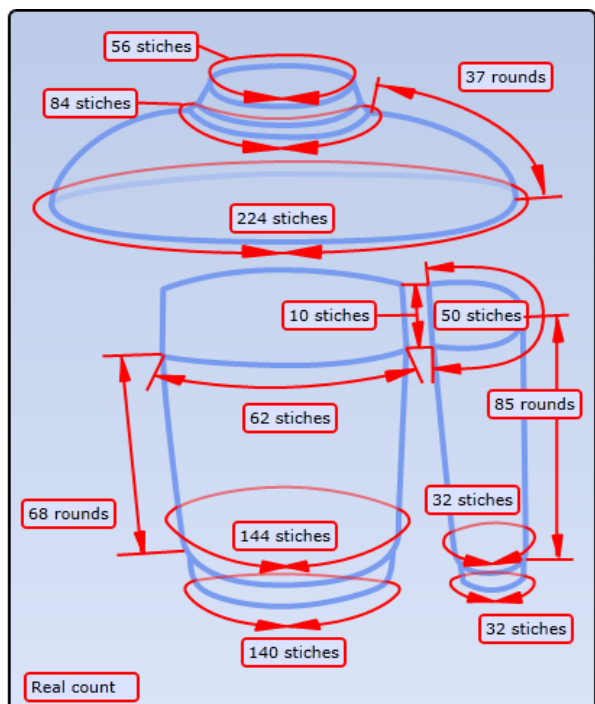 56 stiches
37 rounds
84 stiches
224 stiches
10 stiches
50 stiches
62 stiches
85 rounds
68 rounds
32 stiches
144 stiches
32 stiches
140 stiches
Real count